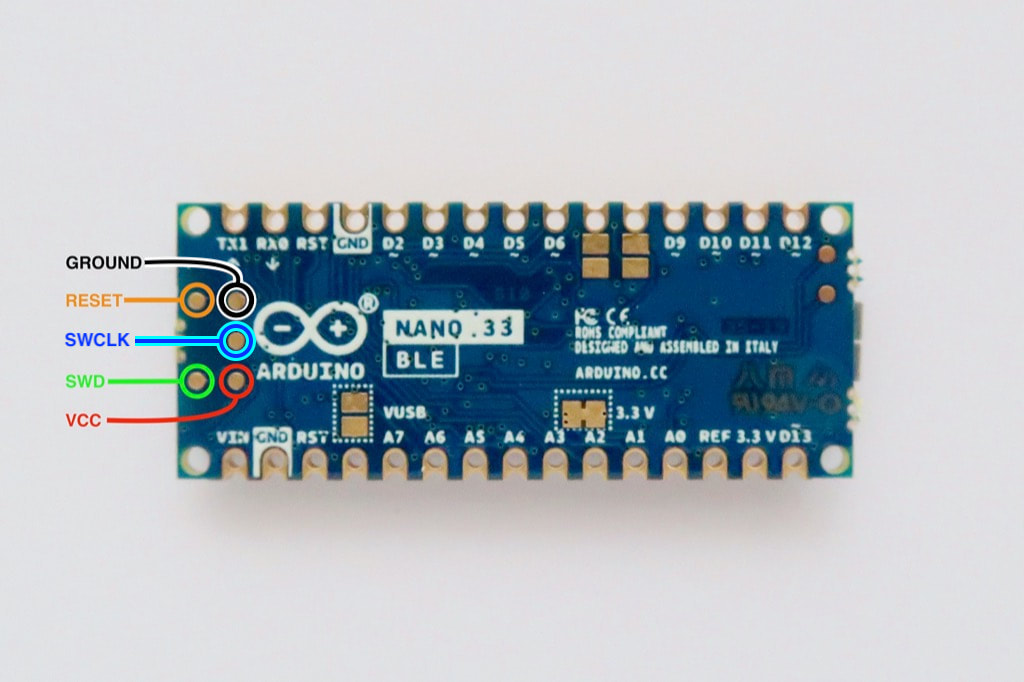 TX1 RX0 RST GND D2 D3 D4 D5 D6 D9 D10 D11 D12
~ ~ ~ ~ ~ ~ ~ ~ ~
GROUND
RESET
SWCLK
SWD
VCC
®
ARDUINO
NANO 33
BLE
FC CE
ROHS COMPLIANT
DESIGNED AND ASSEMBLED IN ITALY
ARDUINO.CC
VUSB
3.3 V
VIN GND RST A7 A6 A5 A4 A3 A2 A1 A0 REF 3.3 V D13